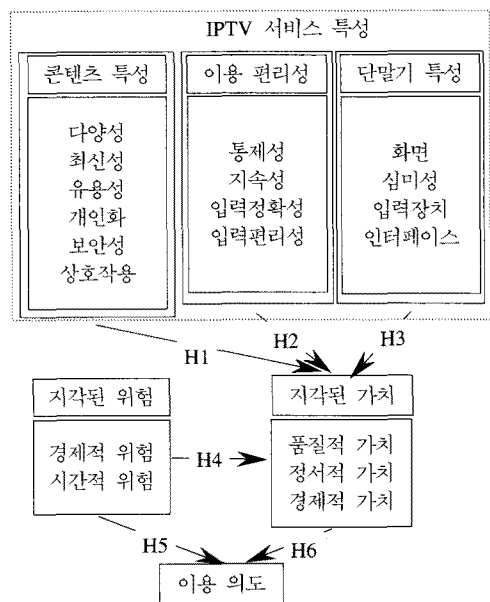 IPTV 서비스 특성
콘텐츠 특성
다양성
최신성
유용성
개인화
보안성
상호작용
이용 편리성
통제성
지속성
입력정확성
입력편리성
단말기 특성
화면
심미성
입력장치
인터페이스
H1
H2
H3
지각된 위험
경제적 위험
시간적 위험
H4
지각된 가치
품질적 가치
정서적 가치
경제적 가치
H5
H6
이용 의도